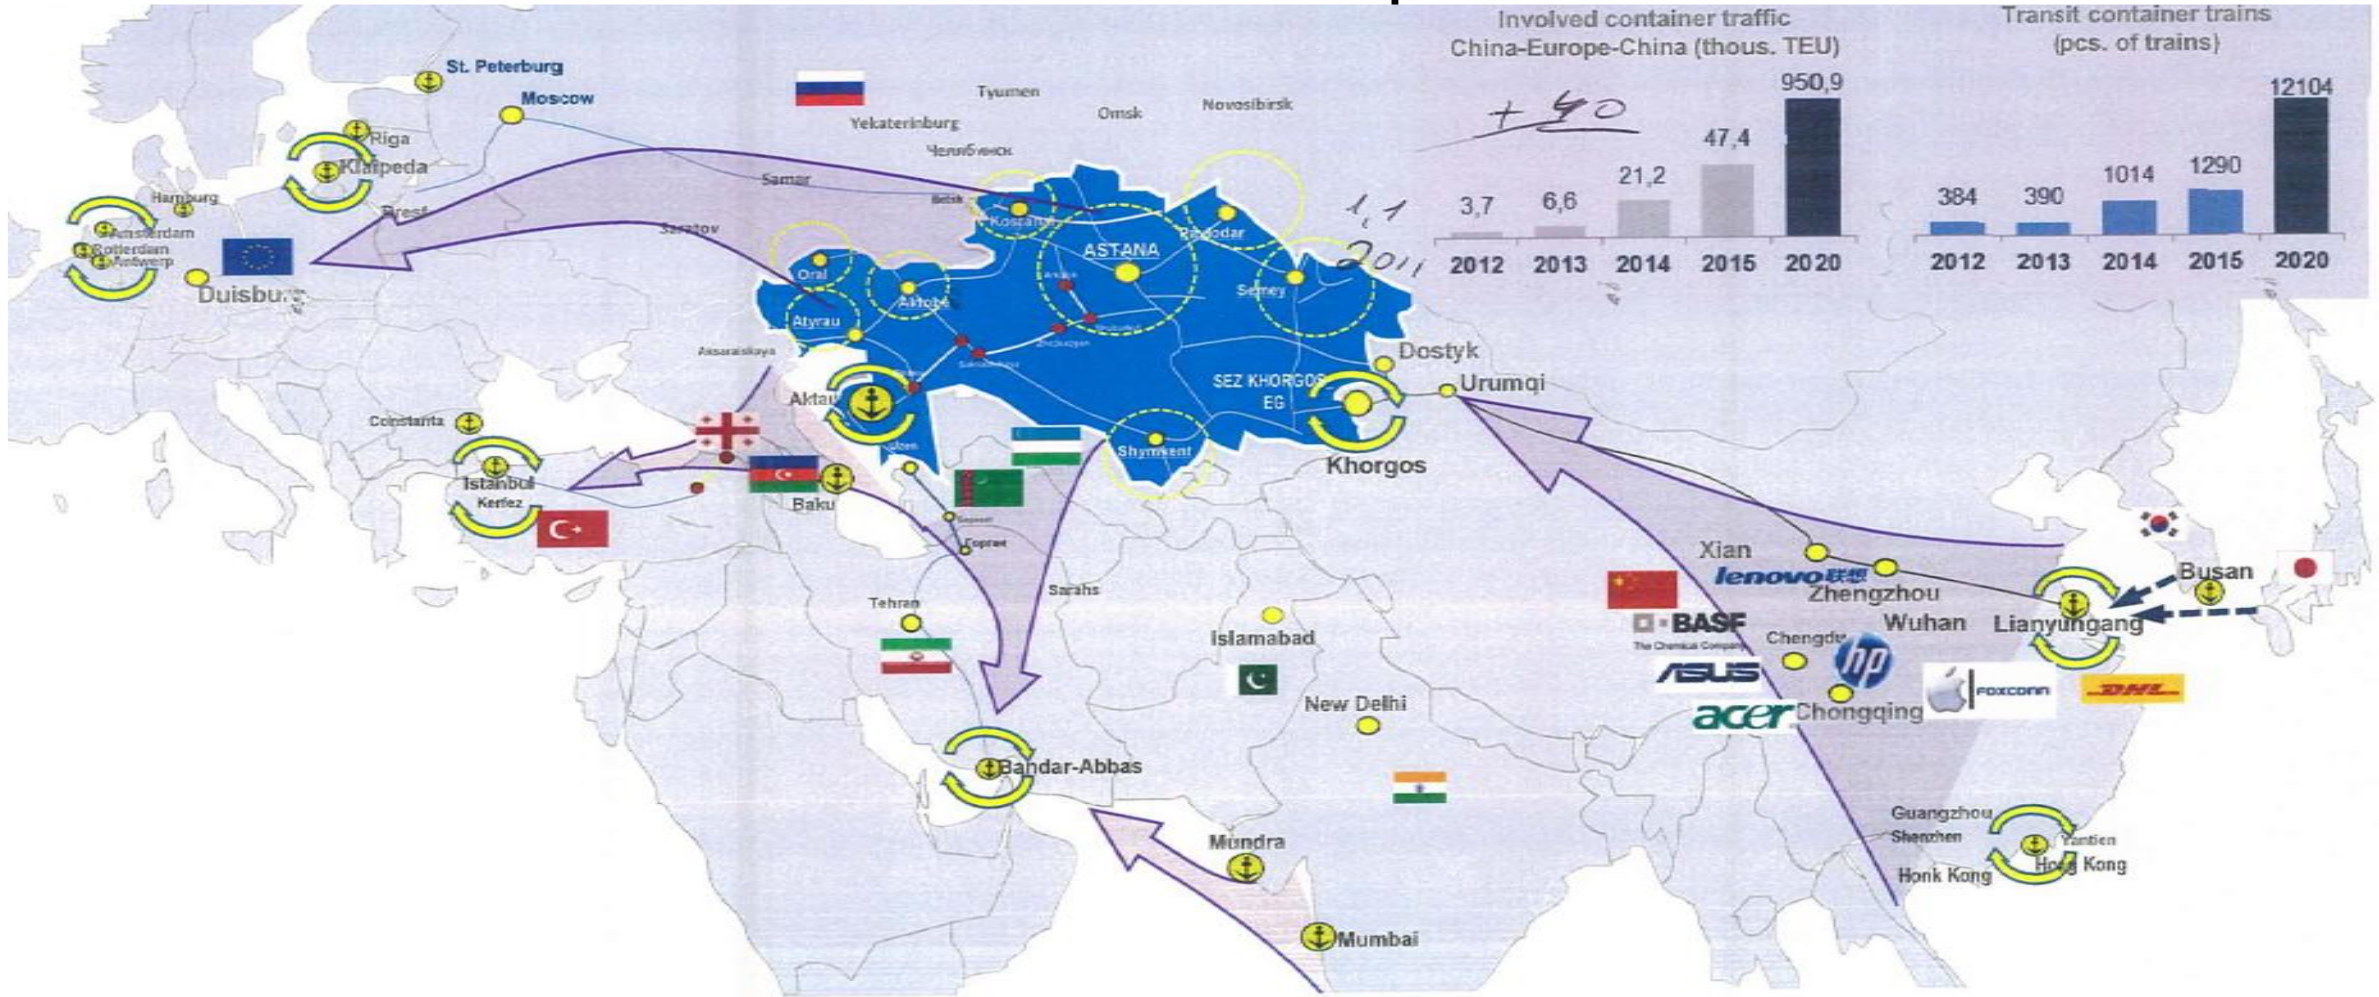 Involved container traffic
China-Europe-China (thous. TEU)
Transit container trains
(pcs. of trains)
950,9
12104
+ 40
47,4
21,2
6,6
3,7
1,1
2011
1290
1014
390
384
2012 2013 2014 2015 2020
2012 2013 2014 2015 2020
St. Peterburg
Moscow
Tyumen
Omsk
Novosibirsk
Yekaterinburg
Челябинск
Riga
Klaipeda
Samar
Hamburg
Brest
Saratov
Amsterdam
Rotterdam
Antwerp
Duisburg
Kostanai
Pavlodar
ASTANA
Oral
Aktobe
Semey
Atyrau
Aksaraiskaya
Dostyk
Urumqi
SEZ KHORGOS
EG
Aktau
Khorgos
Constanta
Uzen
Shymkent
Istanbul
Kerfez
Baku
Горган
Sarahs
Tehran
Islamabad
New Delhi
Bandar-Abbas
Mundra
Mumbai
Xian
lenovo联想
Zhengzhou
BASF
The Chemical Company
Wuhan
Lianyungang
Busan
Chengdu
hp
ASUS
FOXCONN
DHL
acer
Chongqing
Guangzhou
Shenzhen
Yantien
Honk Kong
Hong Kong